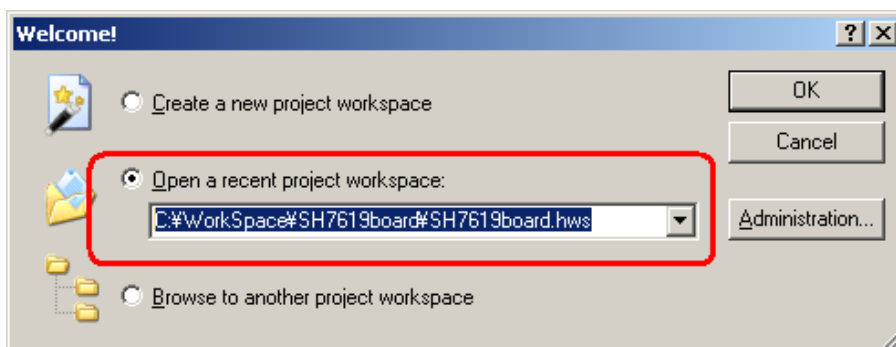 Welcome!
Create a new project workspace
OK
Cancel
Open a recent project workspace:
C:¥WorkSpace¥SH7619board¥SH7619board.hws
Administration...
Browse to another project workspace